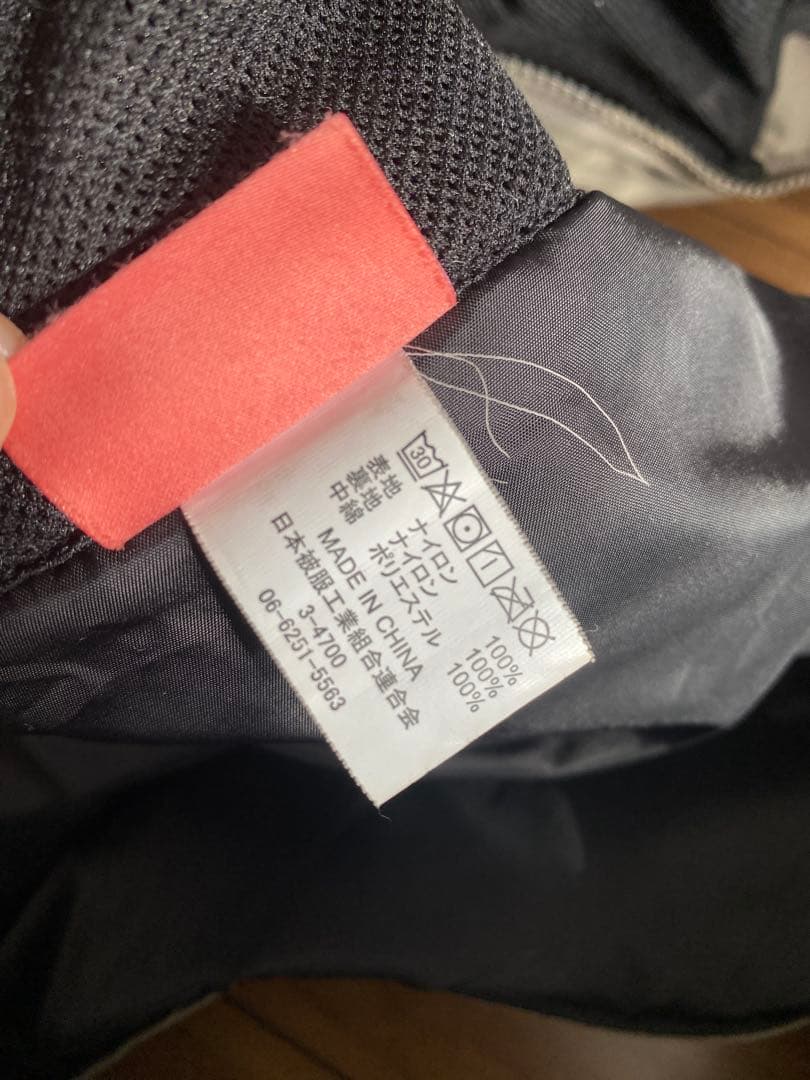 30
表地 ナイロン 100%
裏地 ナイロン 100%
中綿 ポリエステル 100%
MADE IN CHINA
日本被服工業組合連合会
3-4700
06-6251-5563